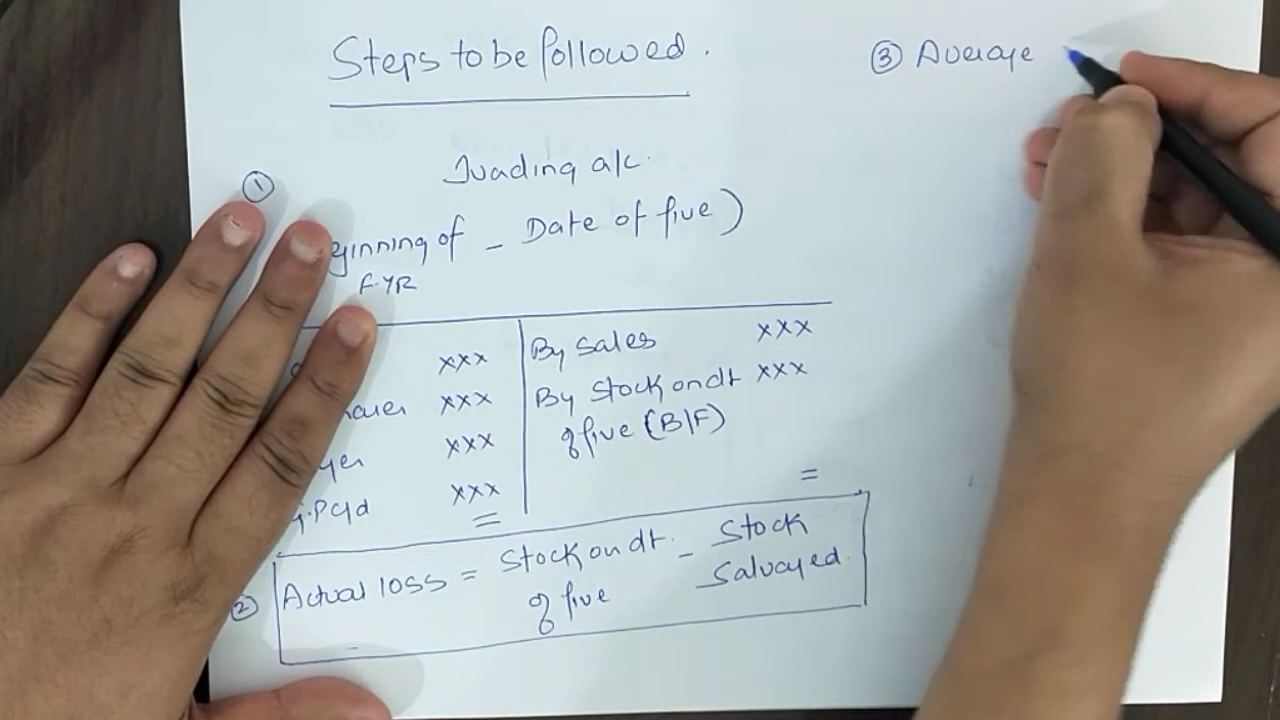 Steps to be followed.
①
Trading a/c.
ginning of - Date of fire)
F.YR
xxx
By Sales xxx
xxx
By Stock on dt xxx
of fire (B/F)
xxx
G.P c/d xxx
=
=
② Actual loss = Stock on dt. of fire - Stock Salvaged.
③ Average